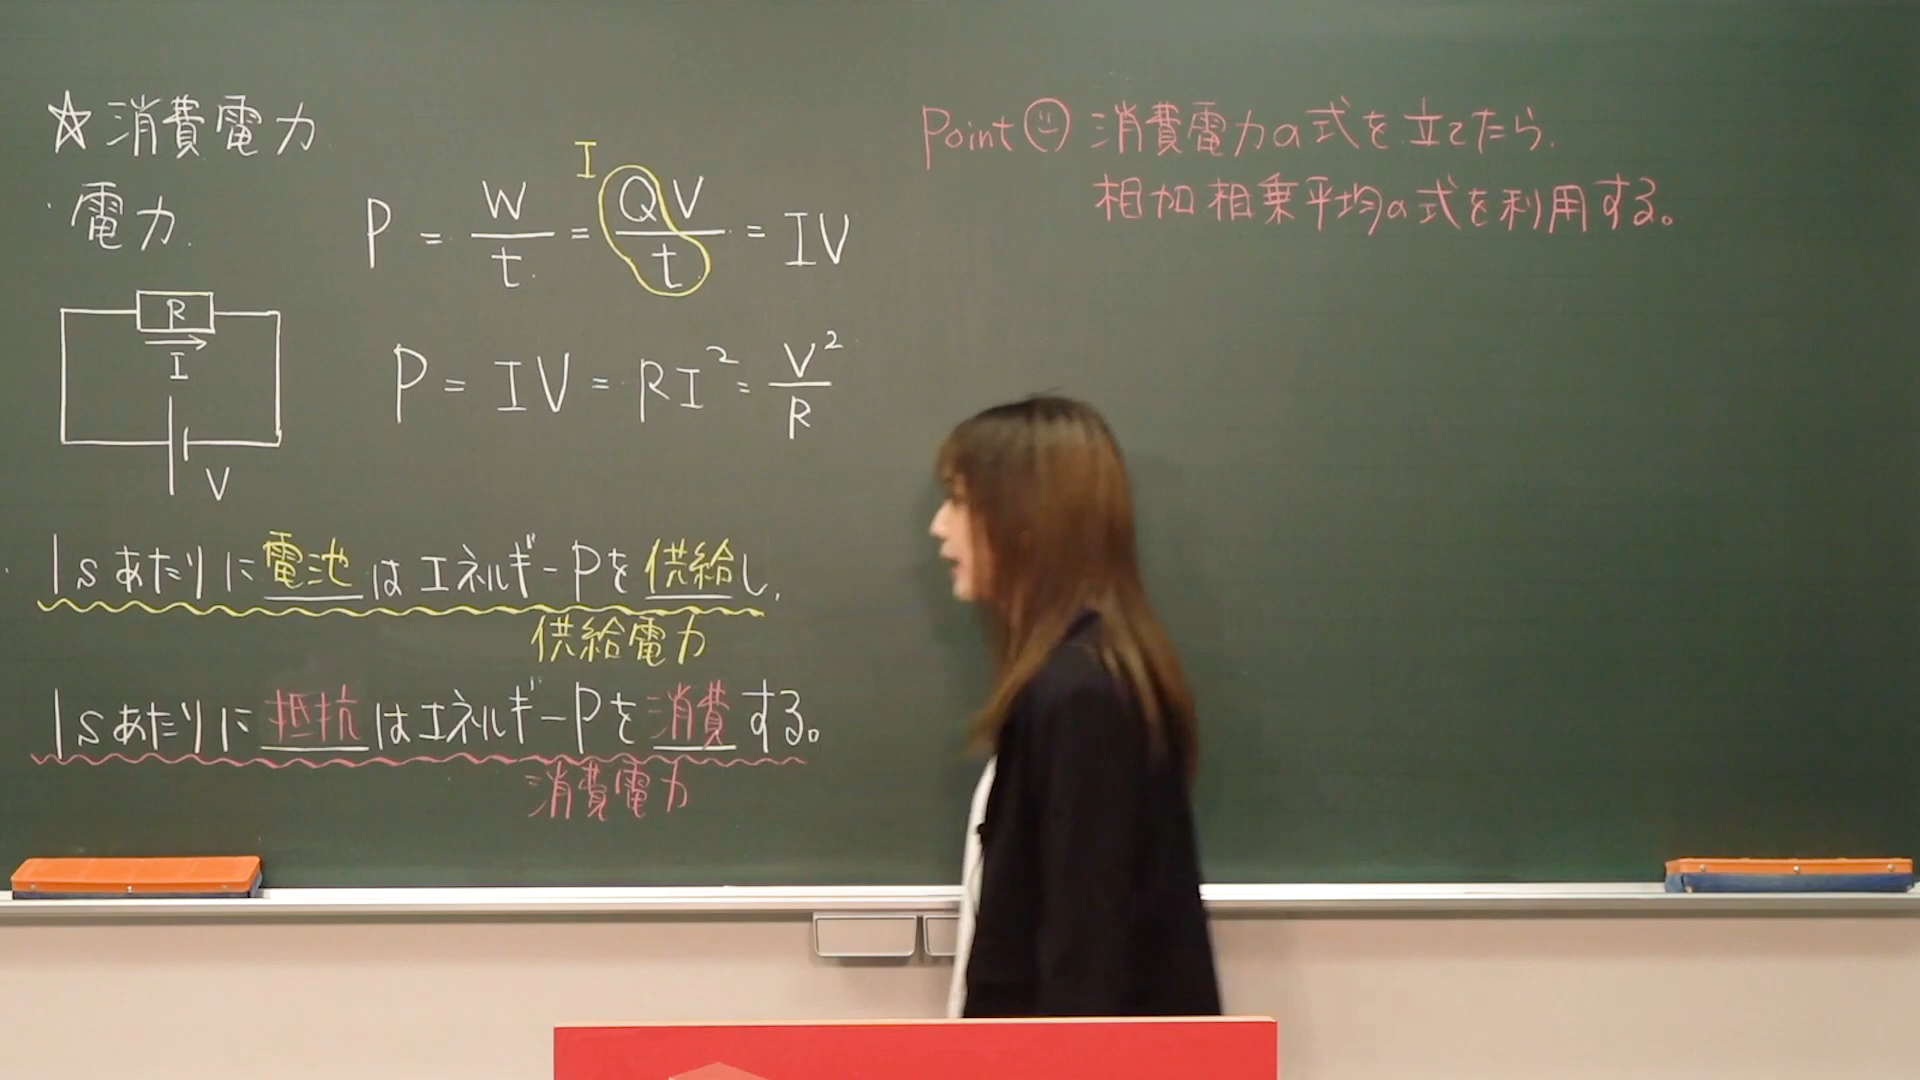 ☆消費電力
・電力
P = W/t = QV/t = IV
I
R
I
V
P = IV = RI² = V²/R
1sあたりに電池はエネルギーPを供給し、
供給電力
1sあたりに抵抗はエネルギーPを消費する。
消費電力
Point 消費電力の式を立てたら、
相加相乗平均の式を利用する。